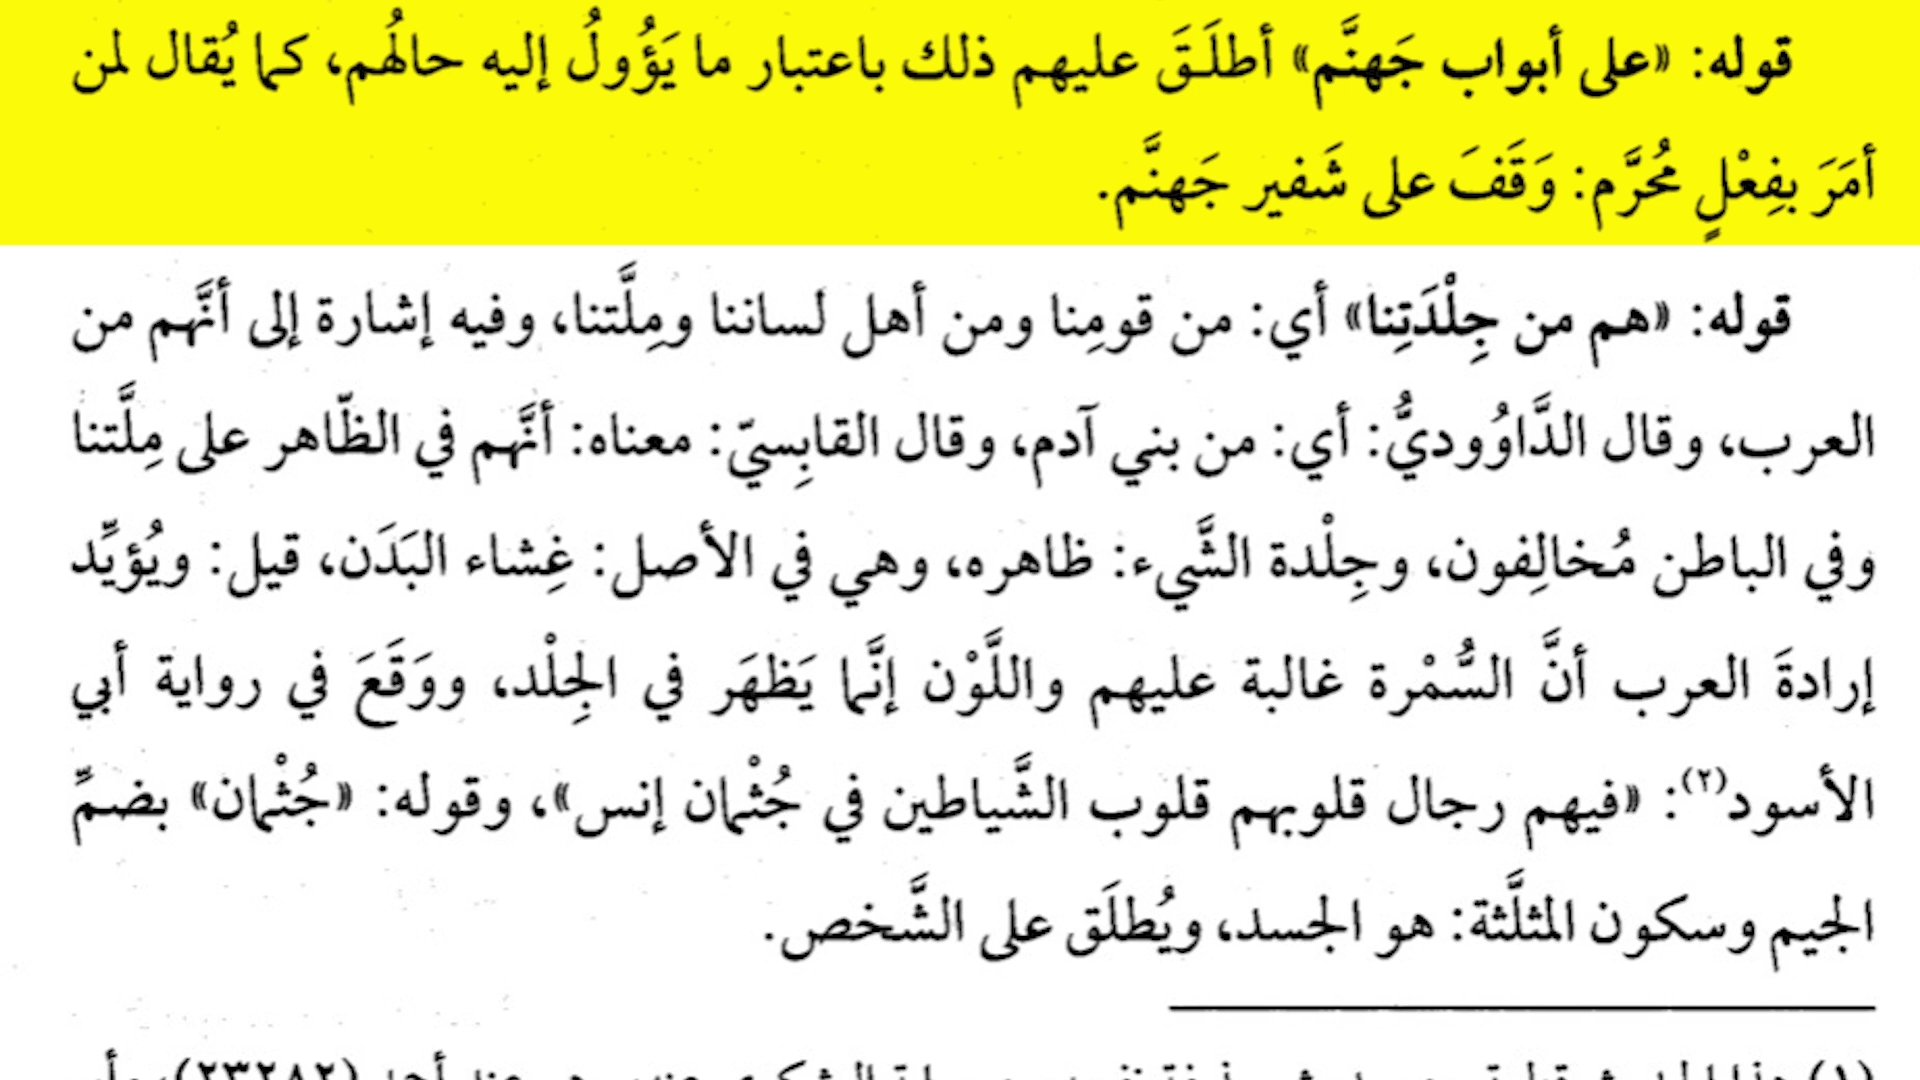 قوله: «على أبواب جَهنَّم» أطلَقَ عليهم ذلك باعتبار ما يَؤُولُ إليه حالهُم، كما يُقال لمن
أمَرَ بفِعْلٍ مُحرَّم: وَقَفَ على شَفير جَهنَّم.
قوله: «هم من جِلْدَتِنا» أي: من قومِنا ومن أهل لساننا ومِلَّتنا، وفيه إشارة إلى أنَّهم من
العرب، وقال الدَّاوُوديُّ: أي: من بني آدم، وقال القابِسيّ: معناه: أنَّهم في الظّاهر على مِلَّتنا
وفي الباطن مُخالِفون، وجِلْدة الشَّيء: ظاهره، وهي في الأصل: غِشاء البَدَن، قيل: ويُؤيِّد
إرادةَ العرب أنَّ السُّمْرة غالبة عليهم واللَّوْن إنَّما يَظهَر في الجِلْد، ووَقَعَ في رواية أبي
الأسود(٢): «فيهم رجال قلوبهم قلوب الشَّياطين في جُثْمان إنس»، وقوله: «جُثْمان» بضمِّ
الجيم وسكون المثلَّثة: هو الجسد، ويُطلَق على الشَّخص.